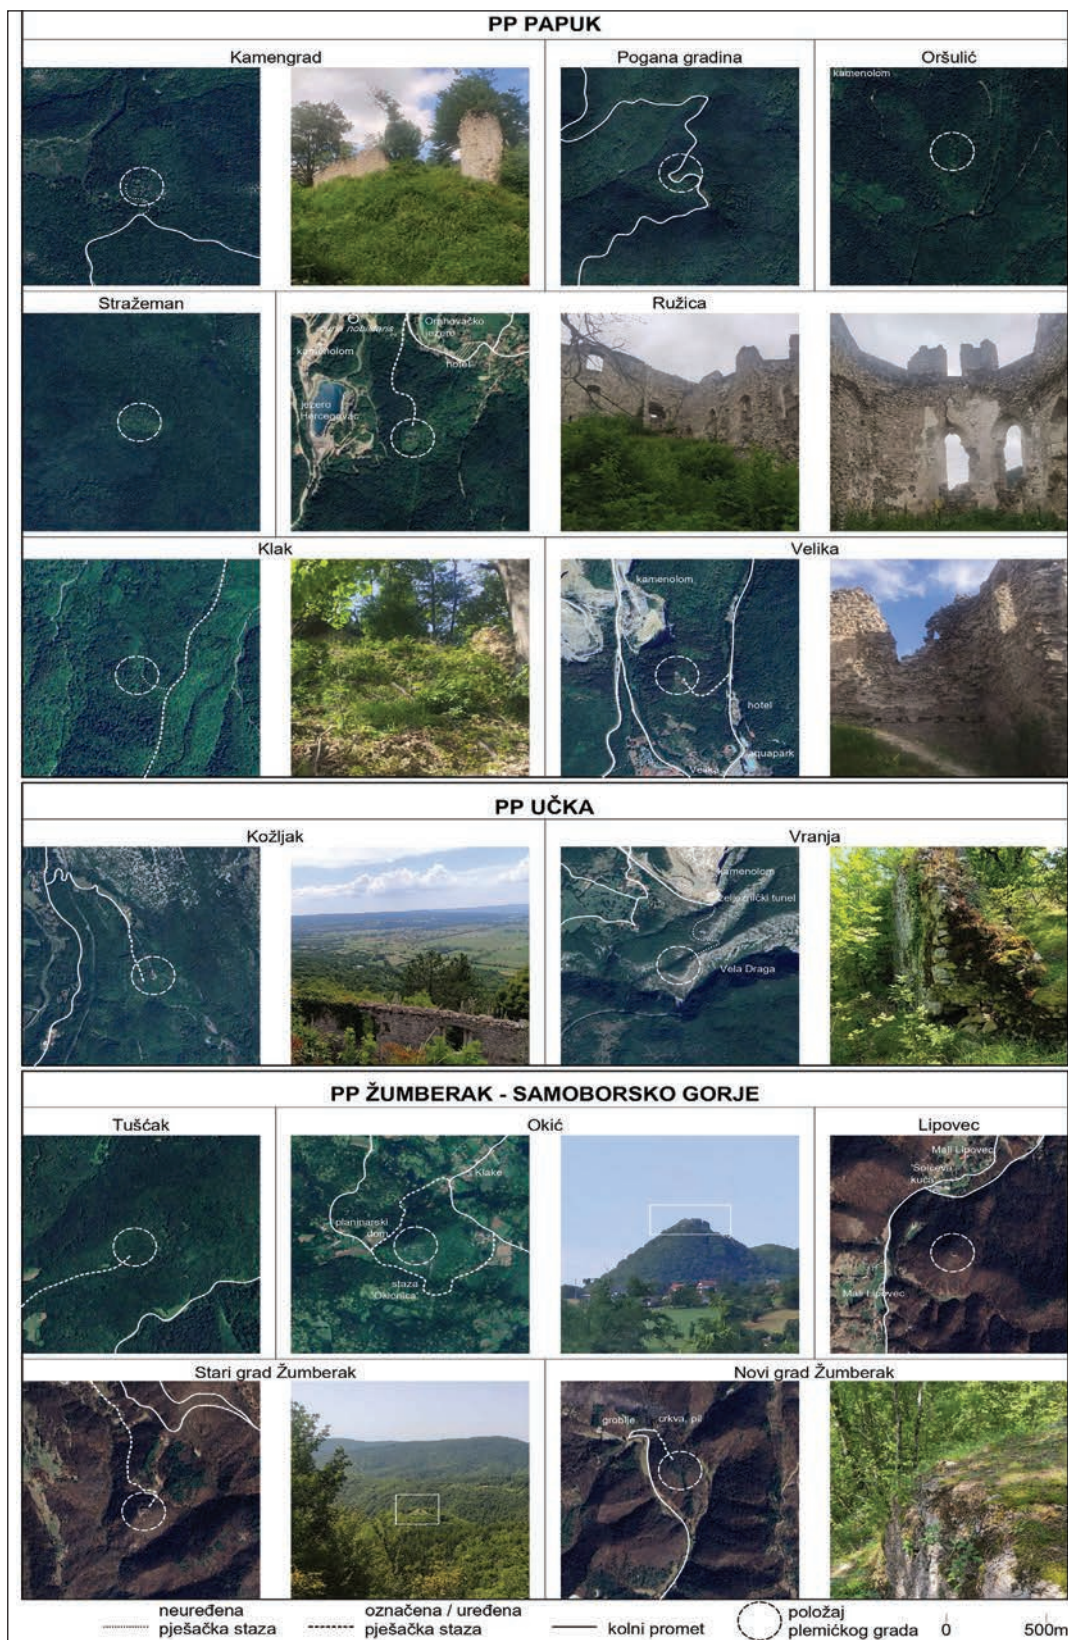 PP PAPUK
Kamengrad
Pogana gradina
Oršulić
kamenolom
Stražeman
Ružica
nobilitaris
Orahovačko
jezero
kamenolom
hotel
jezero
Hercegovac
Klak
Velika
kamenolom
hotel
aquapark
Velika
PP UČKA
Kožljak
Vranja
kamenolom
željeznički tunel
Vela Draga
PP ŽUMBERAK - SAMOBORSKO GORJE
Tušćak
Okić
Lipovec
Klake
planinarski
dom
staza
Mali Lipovec
kuća
Mali Lipovec
Stari grad Žumberak
Novi grad Žumberak
groblje
crkva, pil
neuređena
pješačka staza
označena / uređena
pješačka staza
kolni promet
položaj
plemićkog grada
0
500m